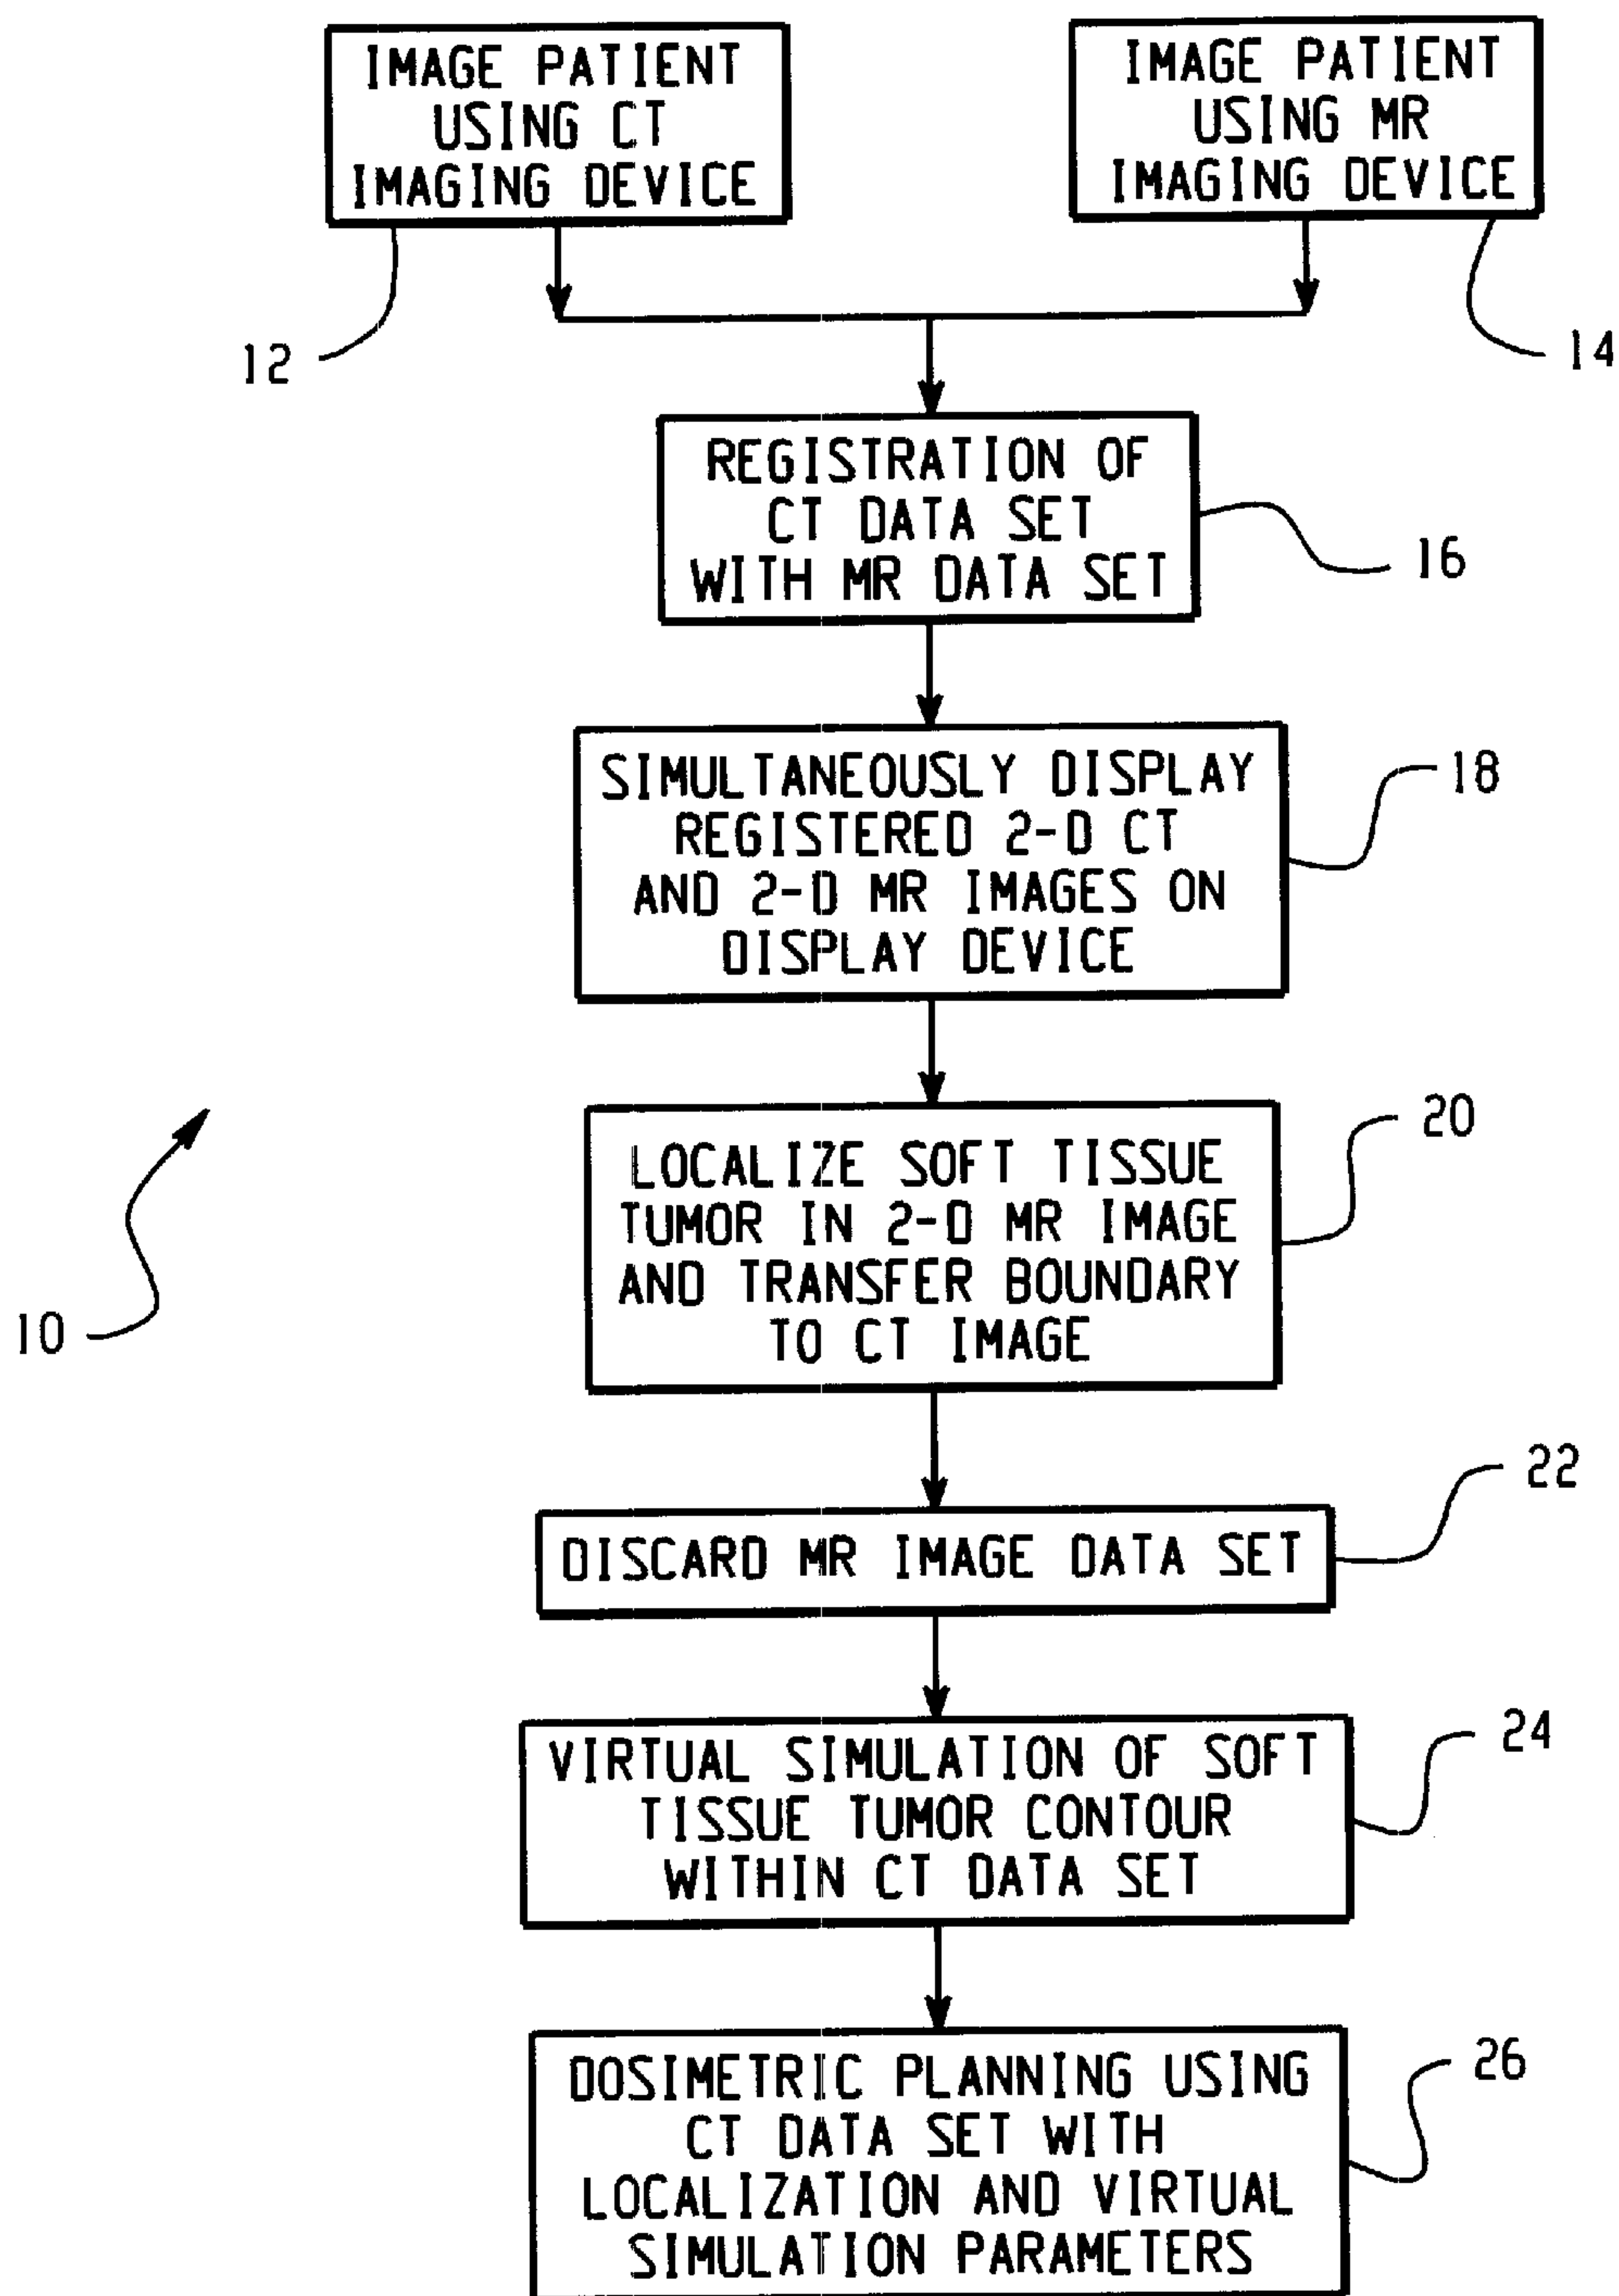 IMAGE PATIENT
USING CT
IMAGING DEVICE
IMAGE PATIENT
USING MR
IMAGING DEVICE
12
14
REGISTRATION OF
CT DATA SET
WITH MR DATA SET
16
SIMULTANEOUSLY DISPLAY
REGISTERED 2-D CT
AND 2-D MR IMAGES ON
DISPLAY DEVICE
18
LOCALIZE SOFT TISSUE
TUMOR IN 2-D MR IMAGE
AND TRANSFER BOUNDARY
TO CT IMAGE
20
10
DISCARD MR IMAGE DATA SET
22
VIRTUAL SIMULATION OF SOFT
TISSUE TUMOR CONTOUR
WITHIN CT DATA SET
24
DOSIMETRIC PLANNING USING
CT DATA SET WITH
LOCALIZATION AND VIRTUAL
SIMULATION PARAMETERS
26